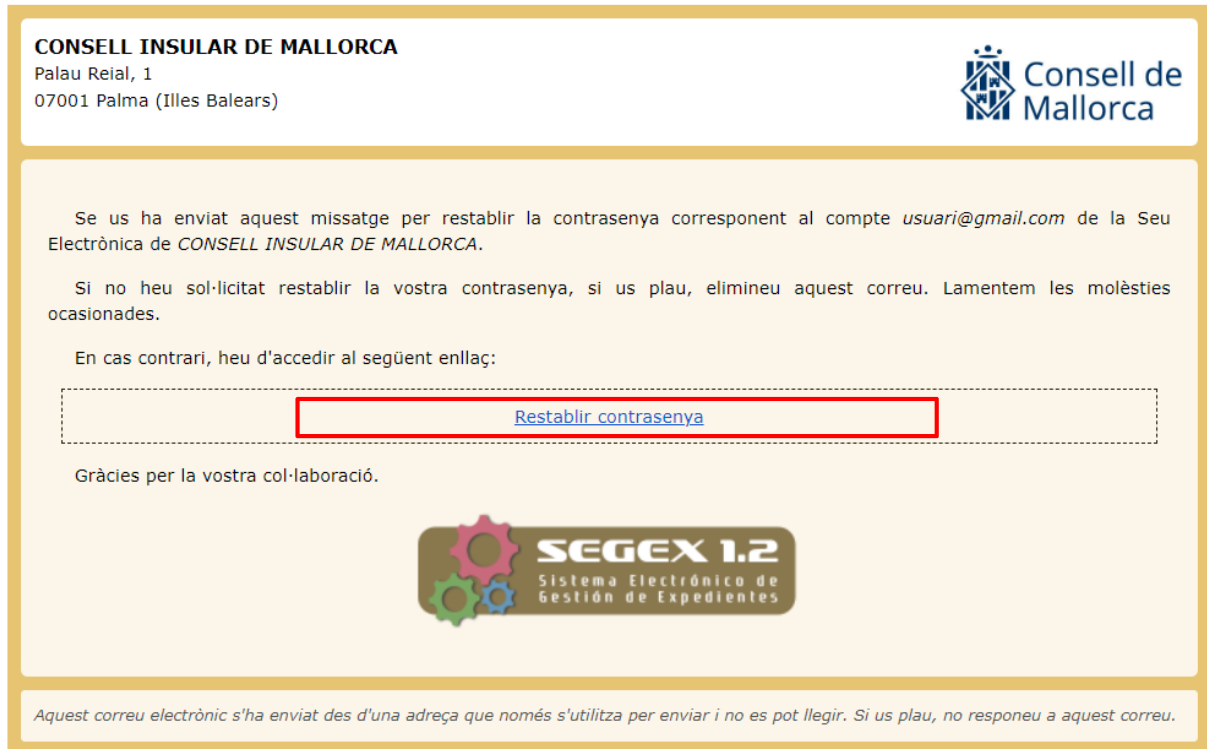 CONSELL INSULAR DE MALLORCA
Palau Reial, 1
07001 Palma (Illes Balears)
Consell de
Mallorca
Se us ha enviat aquest missatge per restablir la contrasenya corresponent al compte usuari@gmail.com de la Seu
Electrònica de CONSELL INSULAR DE MALLORCA.
Si no heu sol·licitat restablir la vostra contrasenya, si us plau, elimineu aquest correu. Lamentem les molèsties
ocasionades.
En cas contrari, heu d'accedir al següent enllaç:
Restablir contrasenya
Gràcies per la vostra col·laboració.
SEGEX 1.2
Sistema Electrónico de
Gestión de Expedientes
Aquest correu electrònic s'ha enviat des d'una adreça que només s'utilitza per enviar i no es pot llegir. Si us plau, no responeu a aquest correu.